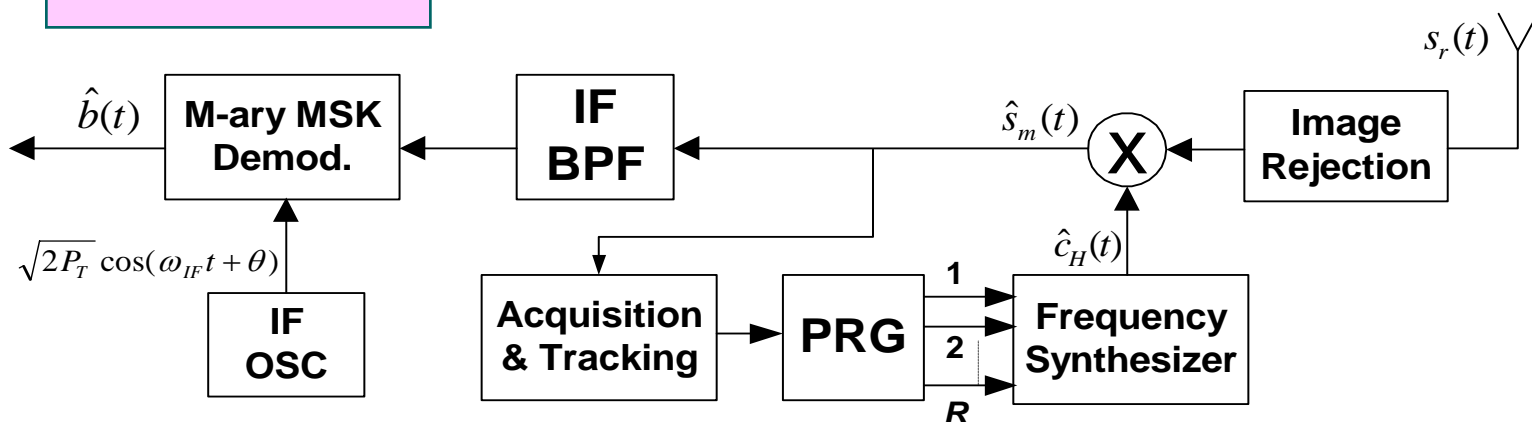 s_r(t)
Image
Rejection
X
ŝ_m(t)
IF
BPF
M-ary MSK
Demod.
b̂(t)
√2P_T cos(ω_IF t + θ)
IF
OSC
Acquisition
& Tracking
PRG
1
2
R
Frequency
Synthesizer
ĉ_H(t)